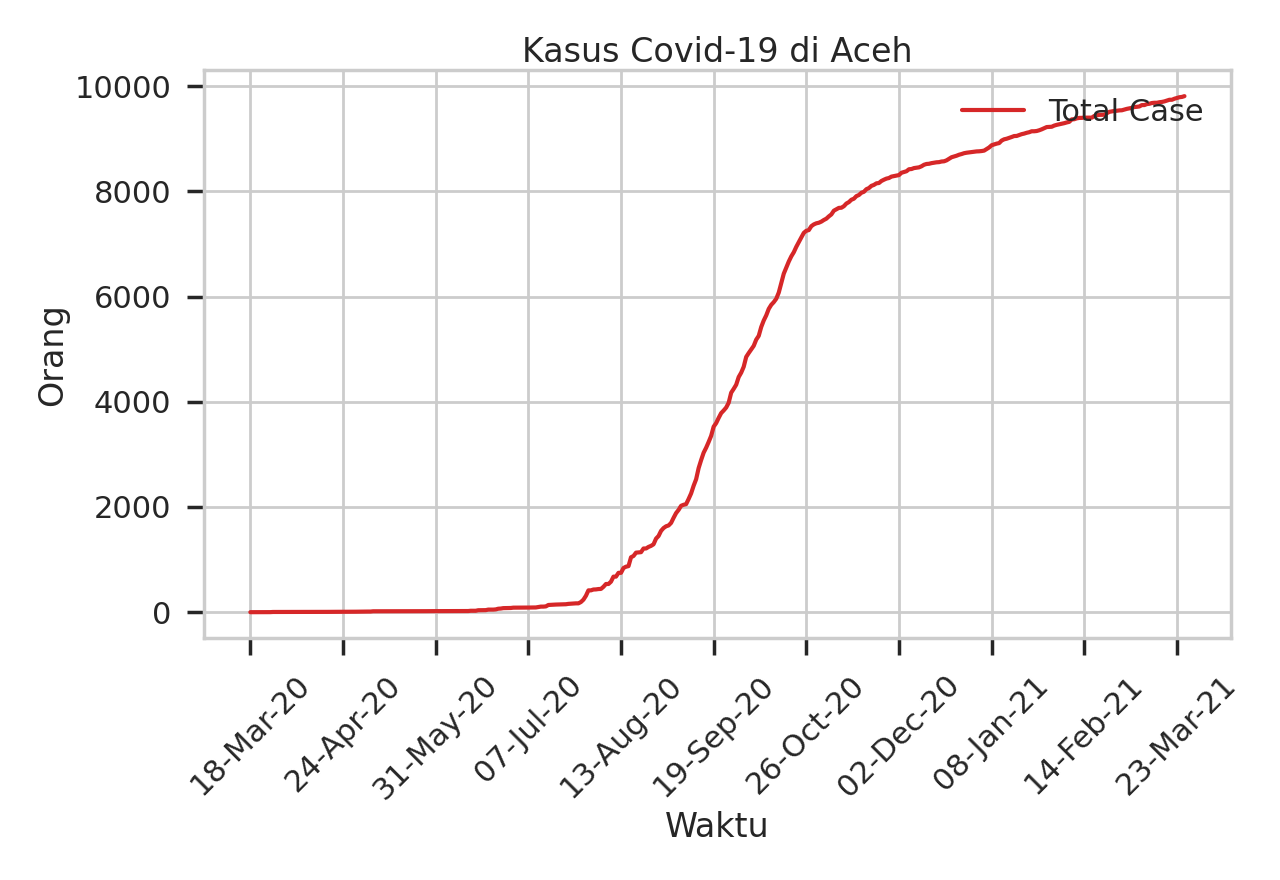 Kasus Covid-19 di Aceh
Total Case
Orang
10000
8000
6000
4000
2000
0
18-Mar-20
24-Apr-20
31-May-20
07-Jul-20
13-Aug-20
19-Sep-20
26-Oct-20
02-Dec-20
08-Jan-21
14-Feb-21
23-Mar-21
Waktu